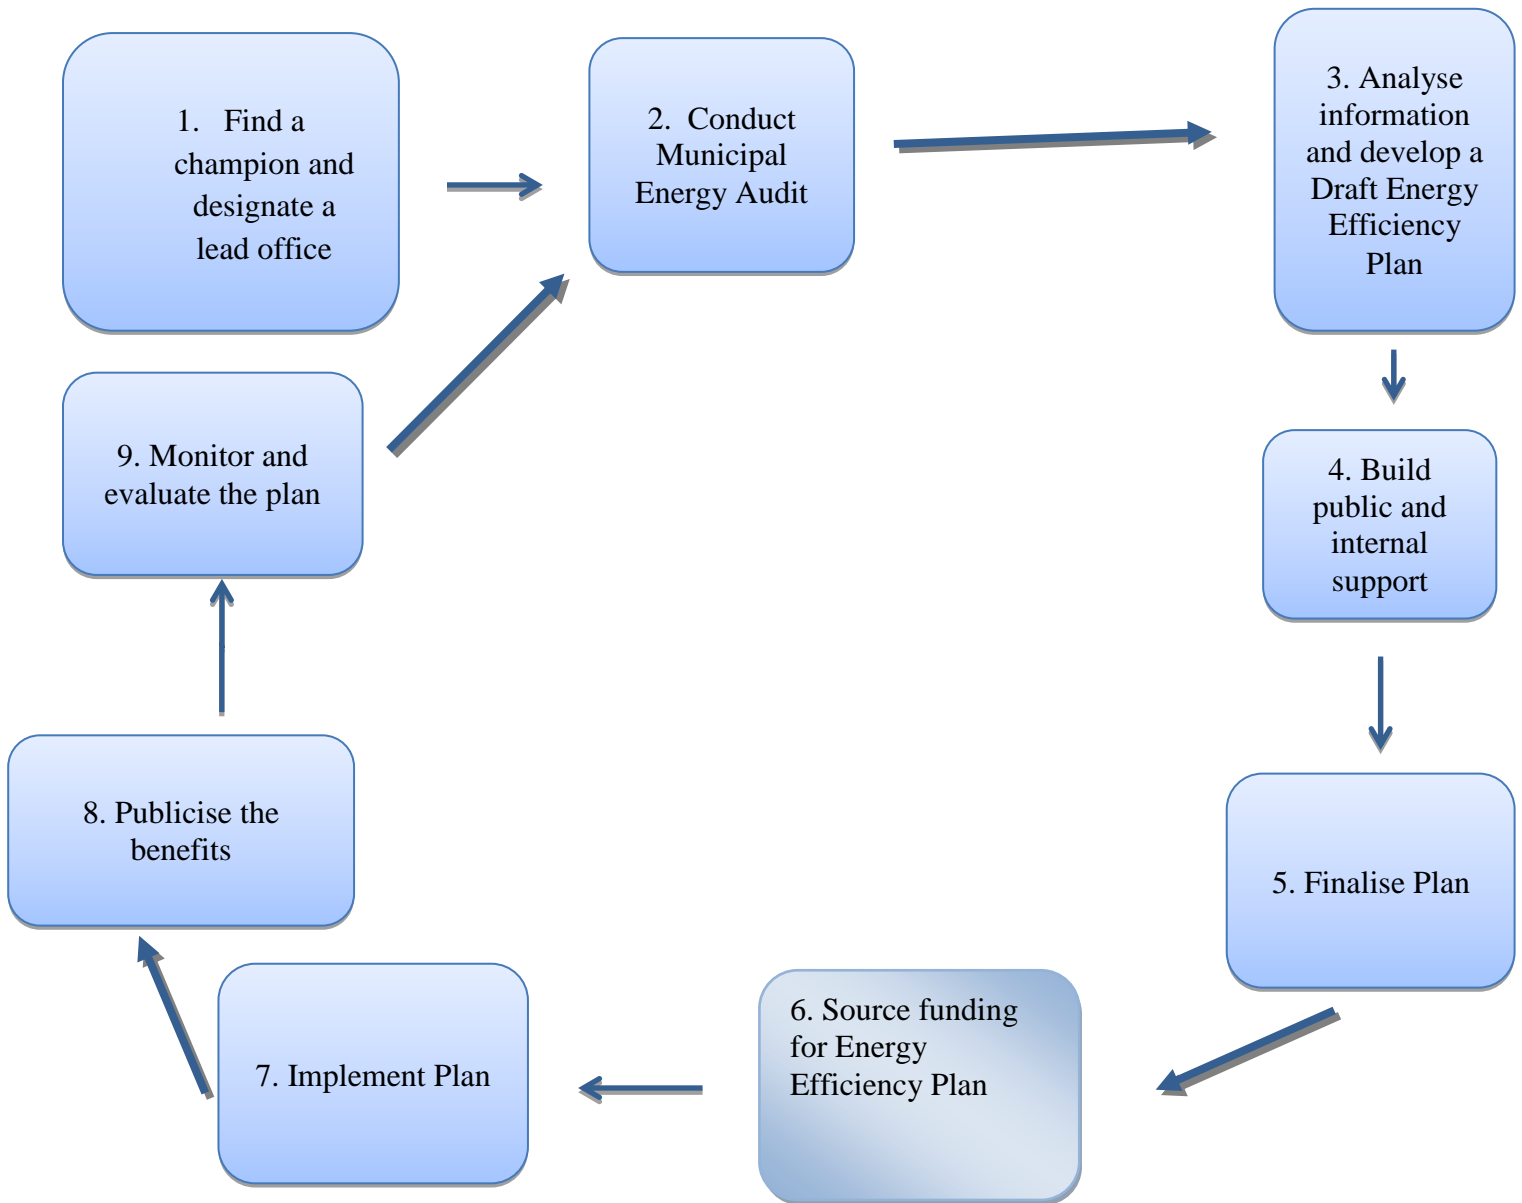 1. Find a
champion and
designate a
lead office
2. Conduct
Municipal
Energy Audit
3. Analyse
information
and develop a
Draft Energy
Efficiency
Plan
4. Build
public and
internal
support
5. Finalise Plan
6. Source funding
for Energy
Efficiency Plan
7. Implement Plan
8. Publicise the
benefits
9. Monitor and
evaluate the plan